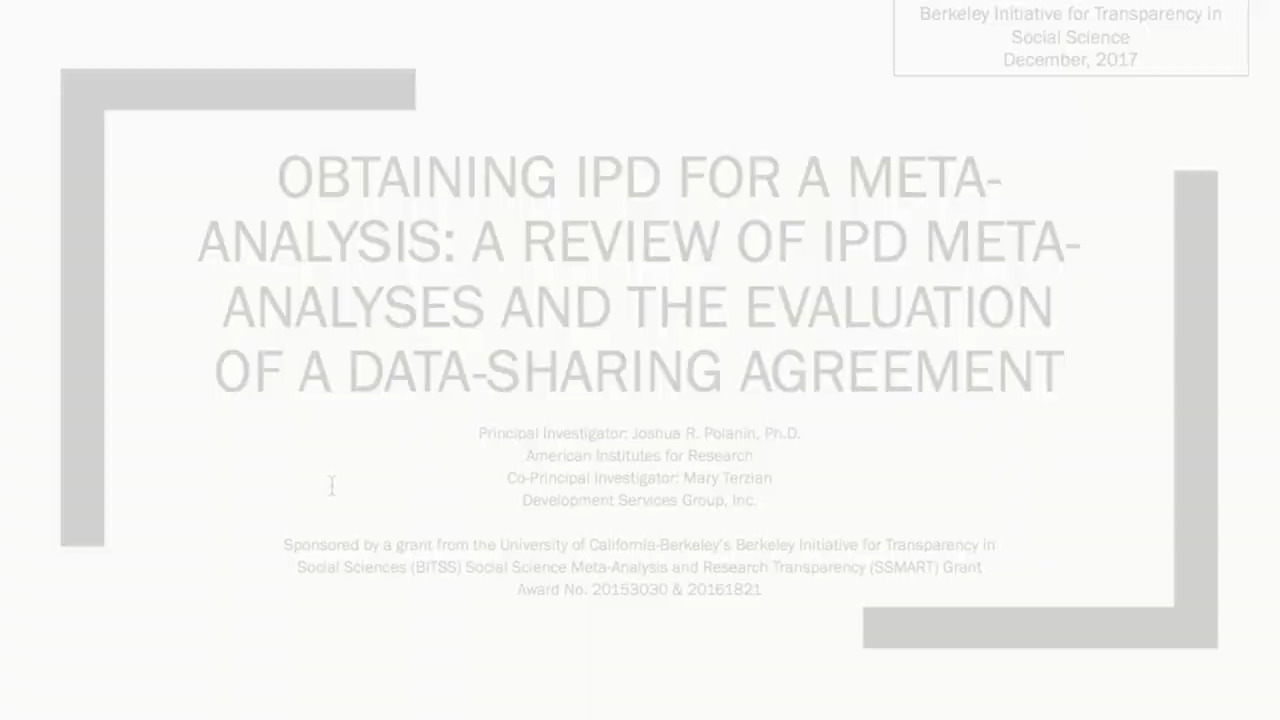 Berkeley Initiative for Transparency in
Social Science
December, 2017
OBTAINING IPD FOR A META-
ANALYSIS: A REVIEW OF IPD META-
ANALYSES AND THE EVALUATION
OF A DATA-SHARING AGREEMENT
Principal Investigator: Joshua R. Polanin, Ph.D.
American Institutes for Research
Co-Principal Investigator: Mary Terzian
Development Services Group, Inc.
Sponsored by a grant from the University of California-Berkeley's Berkeley Initiative for Transparency in
Social Sciences (BITSS) Social Science Meta-Analysis and Research Transparency (SSMART) Grant
Award No. 20153030 & 20161821